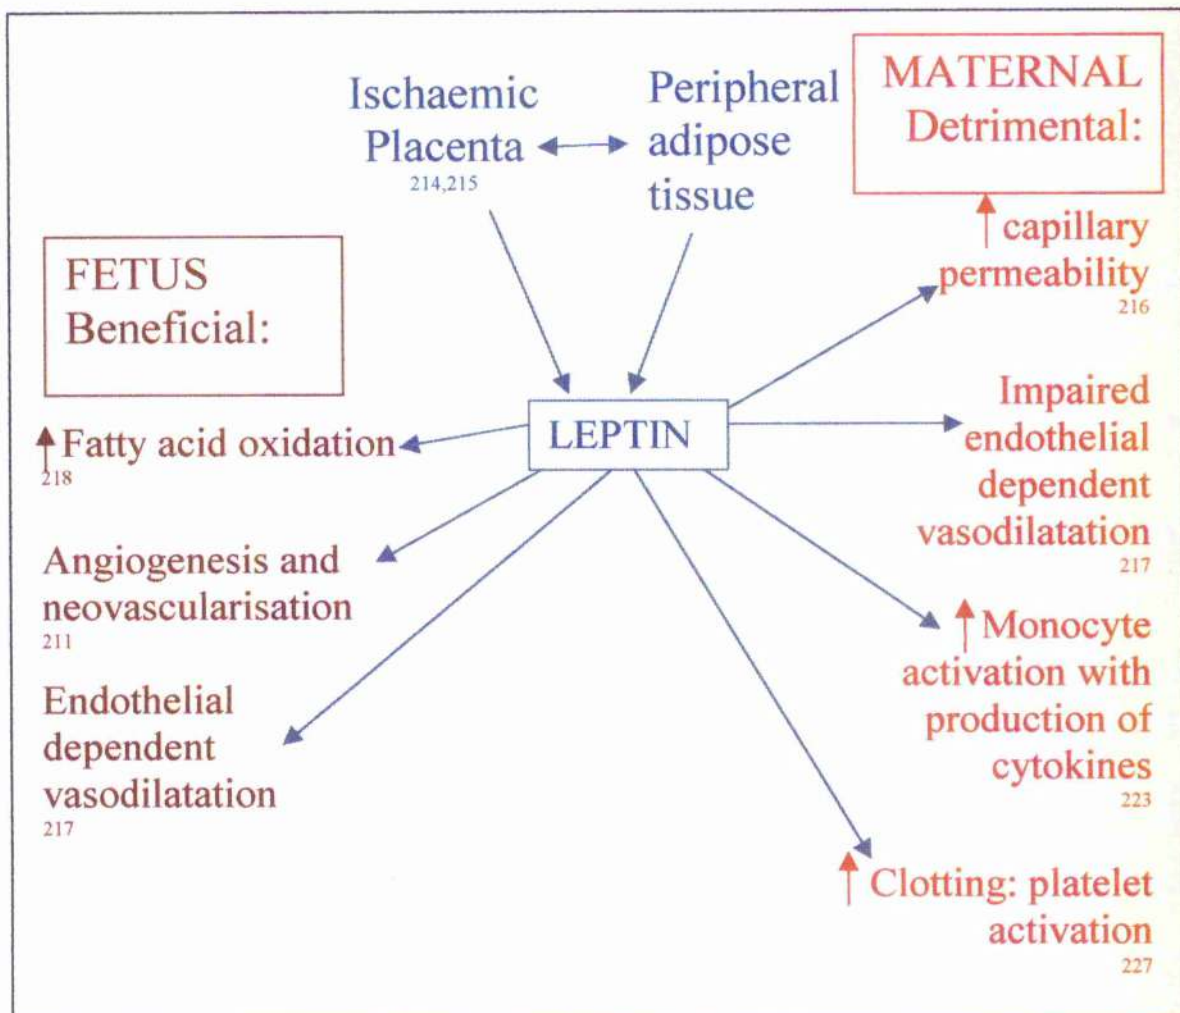 Ischaemic
Placenta
214,215
Peripheral
adipose
tissue
MATERNAL
Detrimental:
↑ capillary
permeability
216
FETUS
Beneficial:
LEPTIN
↑ Fatty acid oxidation
218
Impaired
endothelial
dependent
vasodilatation
217
Angiogenesis and
neovascularisation
211
↑ Monocyte
activation with
production of
cytokines
223
Endothelial
dependent
vasodilatation
217
↑ Clotting: platelet
activation
227